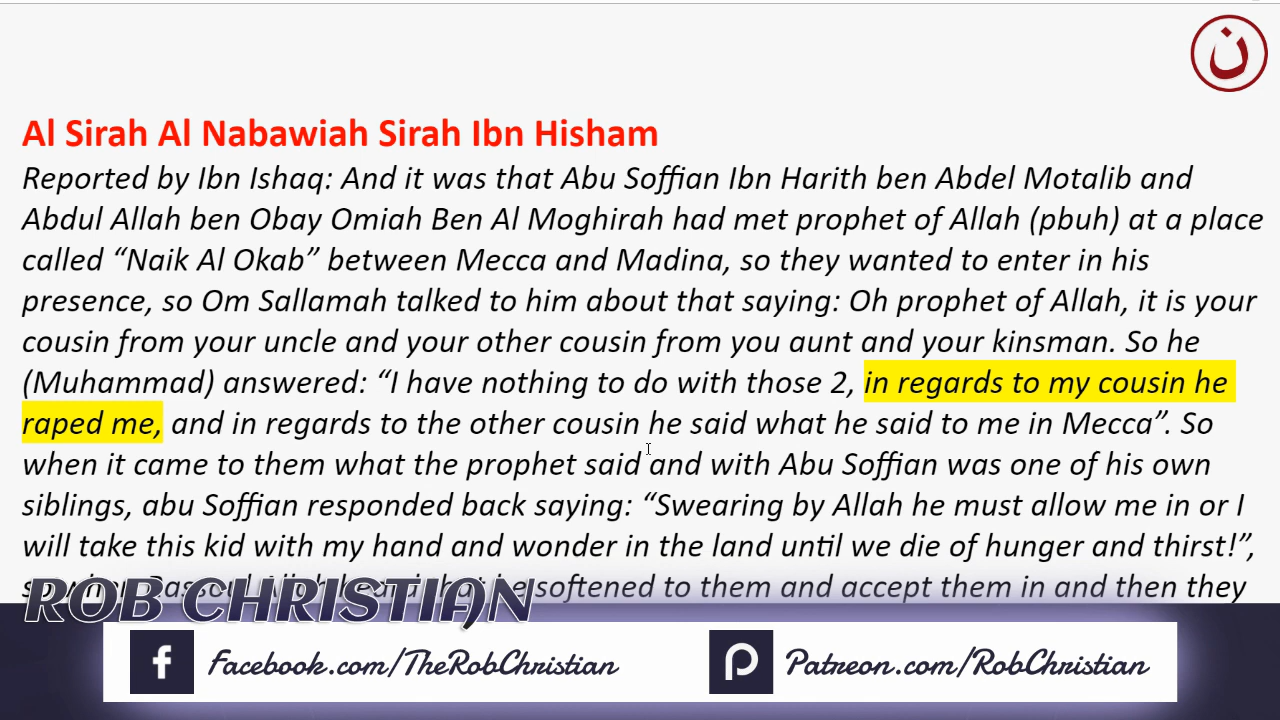 ن
Al Sirah Al Nabawiah Sirah Ibn Hisham
Reported by Ibn Ishaq: And it was that Abu Soffian Ibn Harith ben Abdel Motalib and
Abdul Allah ben Obay Omiah Ben Al Moghirah had met prophet of Allah (pbuh) at a place
called “Naik Al Okab” between Mecca and Madina, so they wanted to enter in his
presence, so Om Sallamah talked to him about that saying: Oh prophet of Allah, it is your
cousin from your uncle and your other cousin from you aunt and your kinsman. So he
(Muhammad) answered: “I have nothing to do with those 2, in regards to my cousin he
raped me, and in regards to the other cousin he said what he said to me in Mecca”. So
when it came to them what the prophet said and with Abu Soffian was one of his own
siblings, abu Soffian responded back saying: “Swearing by Allah he must allow me in or I
will take this kid with my hand and wonder in the land until we die of hunger and thirst!”,
softened to them and accept them in and then they
ROB CHRISTIAN
Facebook.com/TheRobChristian
Patreon.com/RobChristian